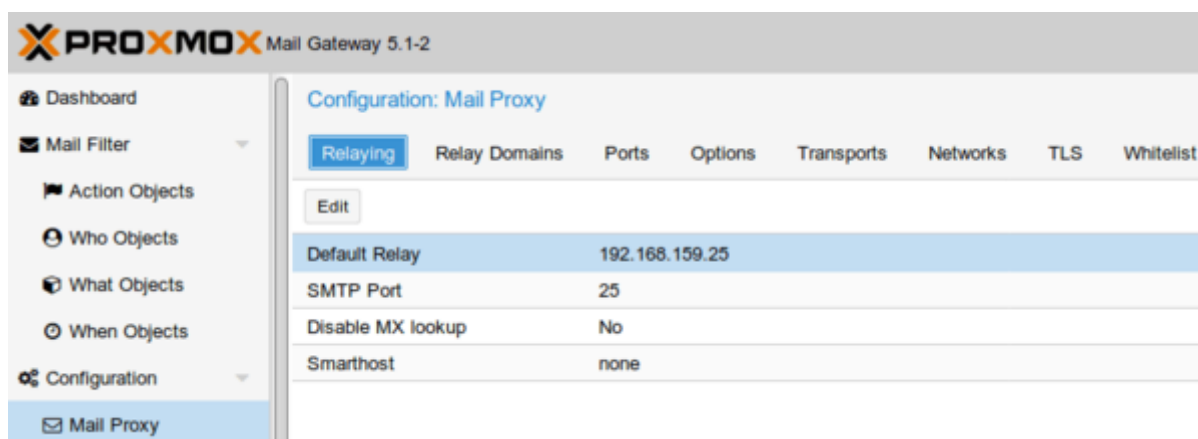 PROXMOX Mail Gateway 5.1-2
Dashboard
Mail Filter
Action Objects
Who Objects
What Objects
When Objects
Configuration
Mail Proxy
Configuration: Mail Proxy
Relaying Relay Domains Ports Options Transports Networks TLS Whitelist
Edit
Default Relay 192.168.159.25
SMTP Port 25
Disable MX lookup No
Smarthost none